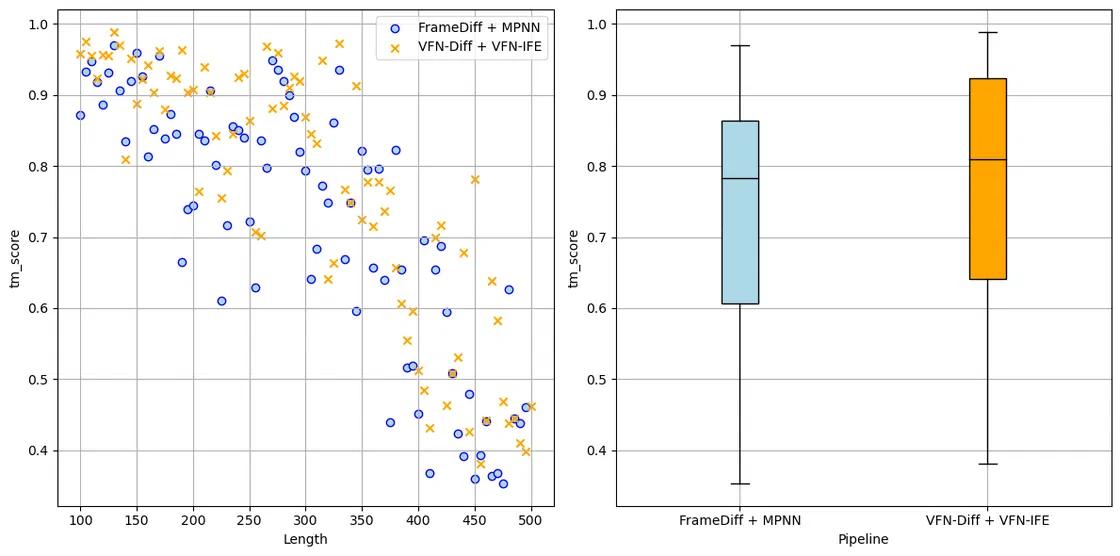 FrameDiff + MPNN
VFN-Diff + VFN-IFE
tm_score
1.0
0.9
0.8
0.7
0.6
0.5
0.4
100 150 200 250 300 350 400 450 500
Length
tm_score
1.0
0.9
0.8
0.7
0.6
0.5
0.4
FrameDiff + MPNN VFN-Diff + VFN-IFE
Pipeline